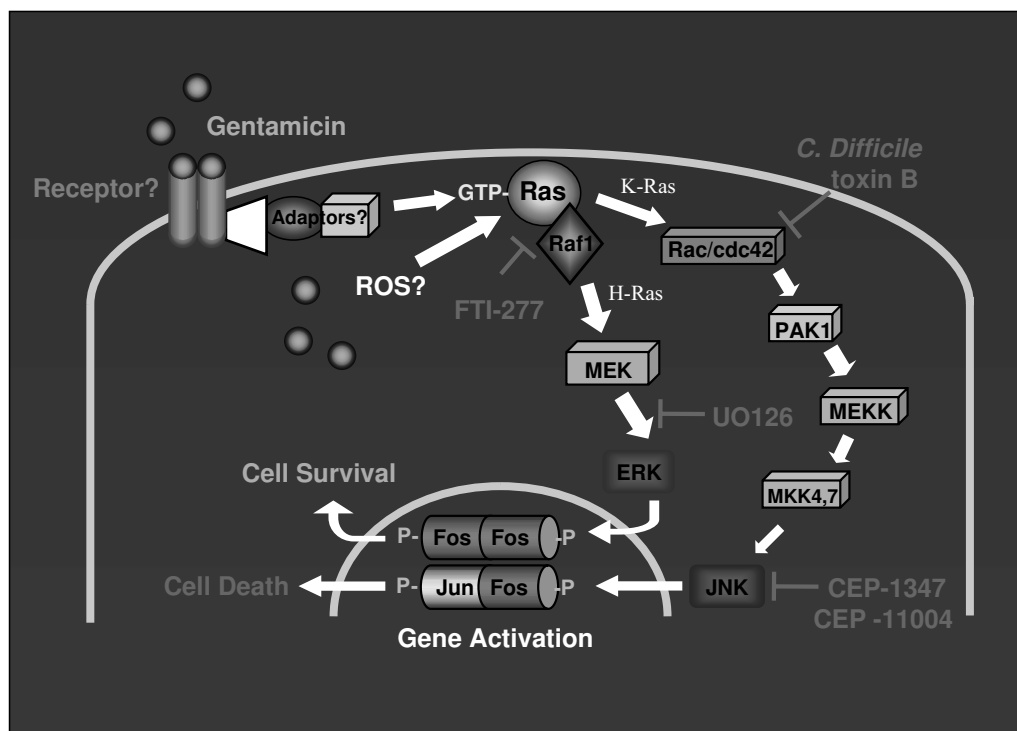 Gentamicin
Receptor?
Adaptors?
GTP-
Ras
Raf1
K-Ras
C. Difficile
toxin B
Rac/cdc42
ROS?
FTI-277
H-Ras
PAK1
MEK
MEKK
UO126
ERK
MKK4,7
Cell Survival
P-
Fos
Fos
-P
Cell Death
P-
Jun
Fos
-P
JNK
CEP-1347
CEP -11004
Gene Activation